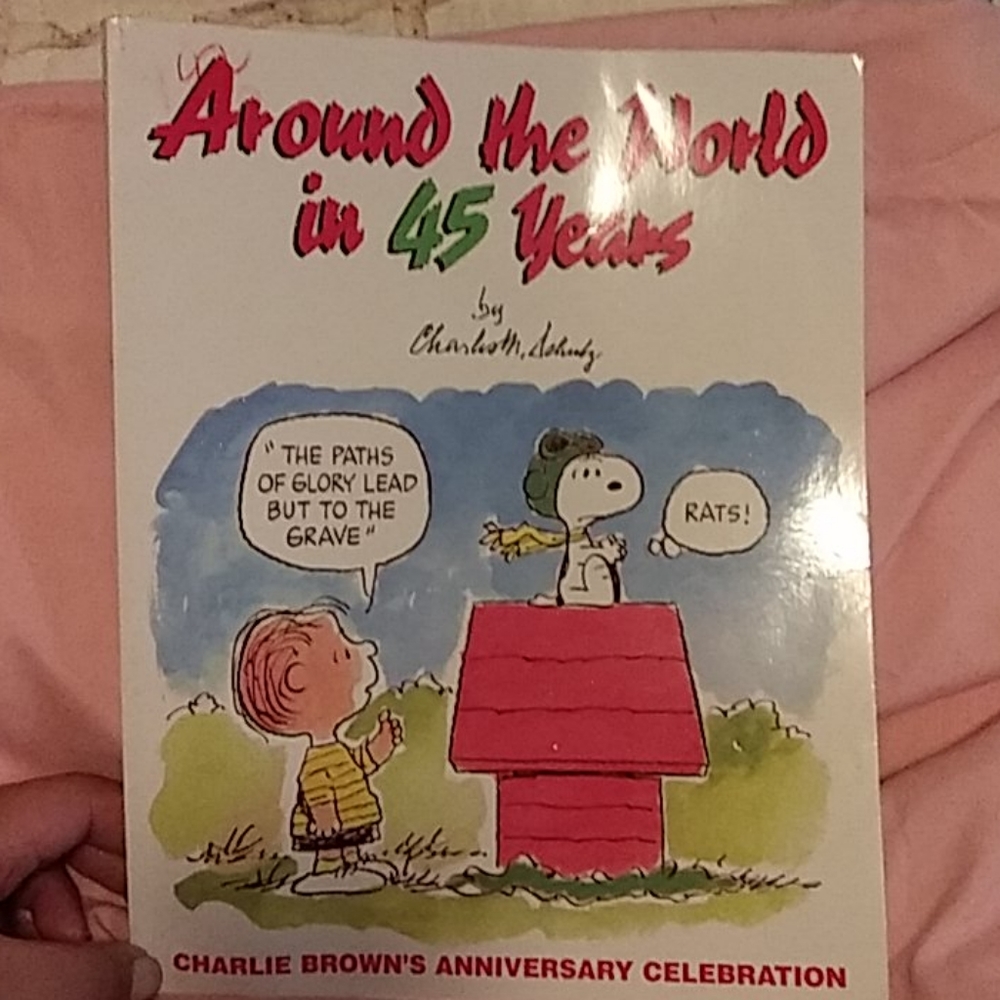 Around the World
in 45 Years
by
Charles M. Schulz
"THE PATHS
OF GLORY LEAD
BUT TO THE
GRAVE"
RATS!
CHARLIE BROWN'S ANNIVERSARY CELEBRATION